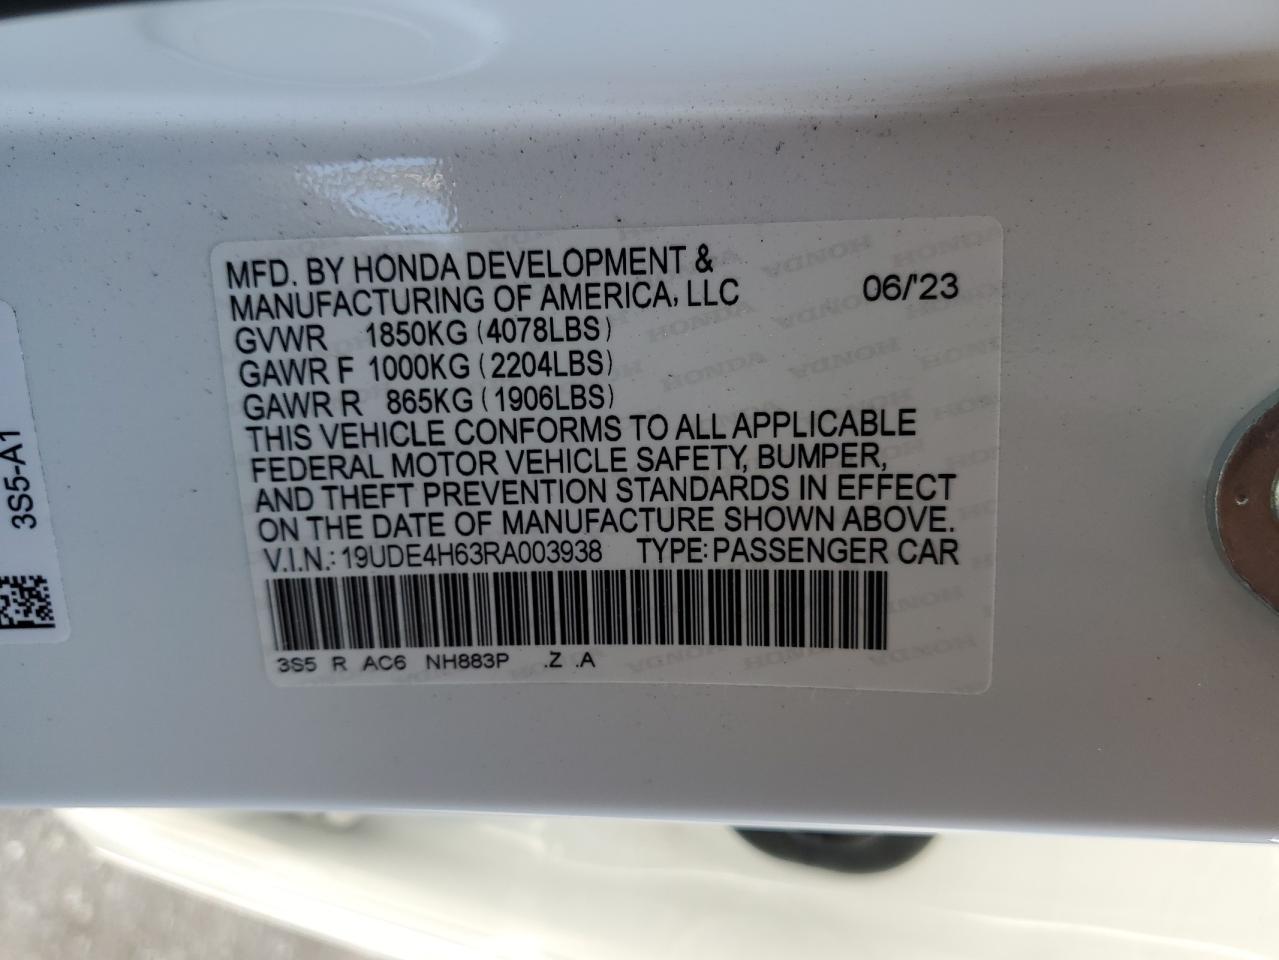 MFD. BY HONDA DEVELOPMENT &
MANUFACTURING OF AMERICA, LLC 06/'23
GVWR 1850KG (4078LBS)
GAWR F 1000KG (2204LBS)
GAWR R 865KG (1906LBS)
THIS VEHICLE CONFORMS TO ALL APPLICABLE
FEDERAL MOTOR VEHICLE SAFETY, BUMPER,
AND THEFT PREVENTION STANDARDS IN EFFECT
ON THE DATE OF MANUFACTURE SHOWN ABOVE.
V.I.N.: 19UDE4H63RA003938 TYPE: PASSENGER CAR
3S5 R AC6 NH883P .Z .A
3S5-A1